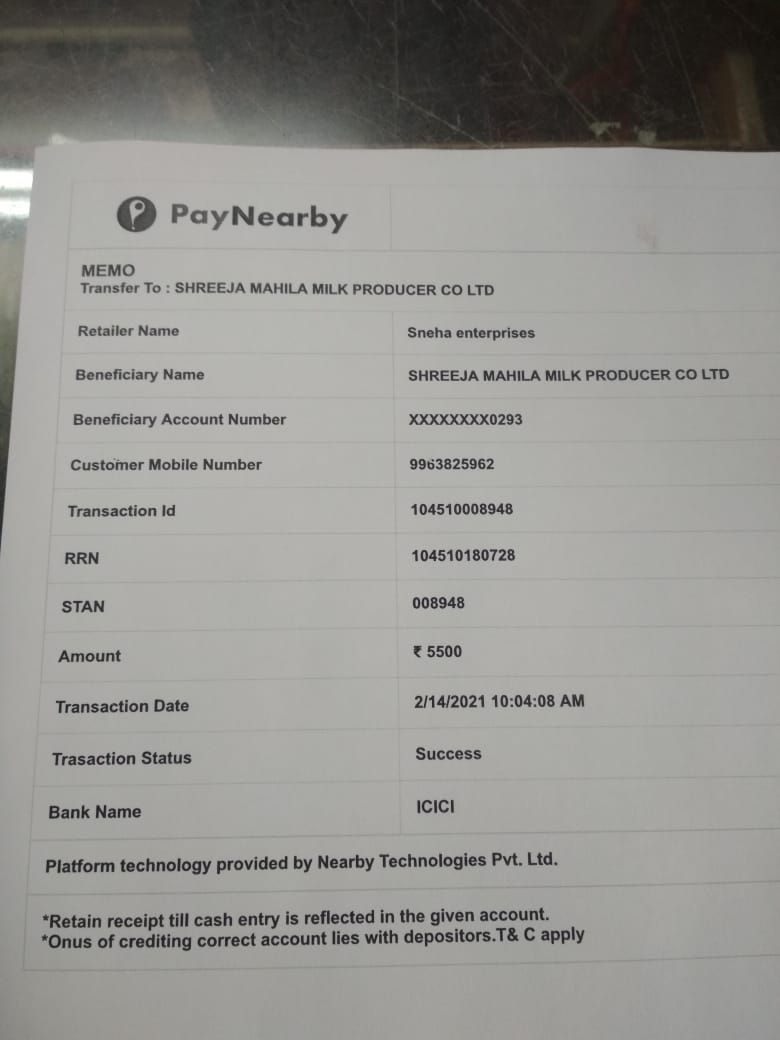 PayNearby
MEMO
Transfer To : SHREEJA MAHILA MILK PRODUCER CO LTD
Retailer Name Sneha enterprises
Beneficiary Name SHREEJA MAHILA MILK PRODUCER CO LTD
Beneficiary Account Number XXXXXXXX0293
Customer Mobile Number 9963825962
Transaction Id 104510008948
RRN 104510180728
STAN 008948
Amount ₹ 5500
Transaction Date 2/14/2021 10:04:08 AM
Trasaction Status Success
Bank Name ICICI
Platform technology provided by Nearby Technologies Pvt. Ltd.
*Retain receipt till cash entry is reflected in the given account.
*Onus of crediting correct account lies with depositors.T& C apply